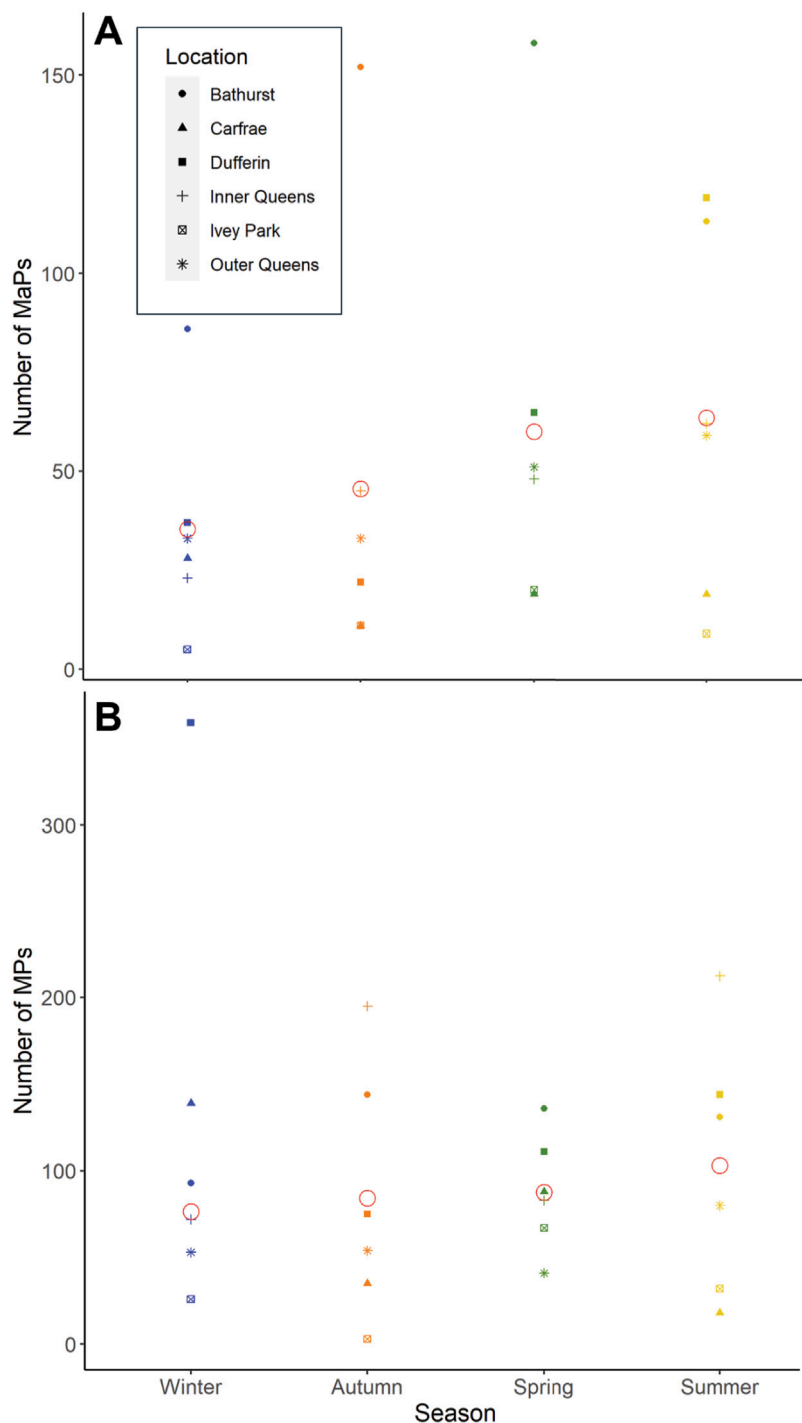 A
Location
Bathurst
Carfrae
Dufferin
Inner Queens
Ivey Park
Outer Queens
150
100
50
0
Number of MaPs
B
300
200
100
0
Number of MPs
Winter Autumn Spring Summer
Season